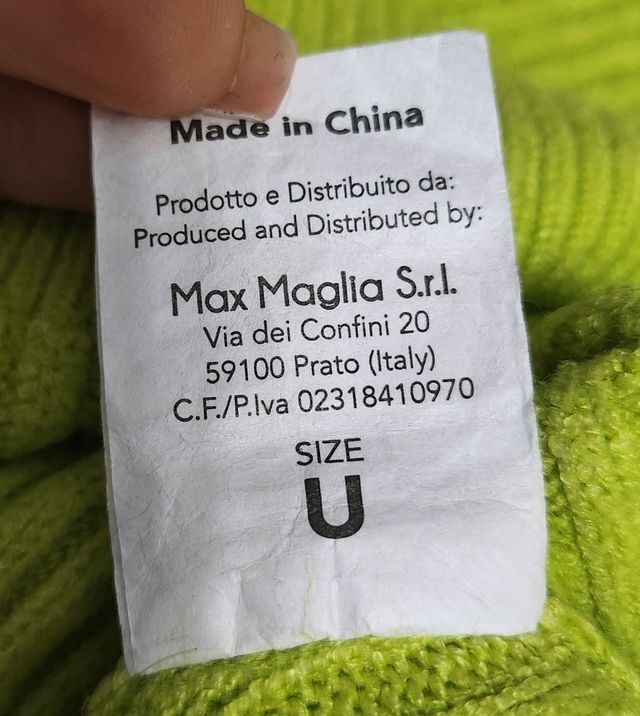 Made in China
Prodotto e Distribuito da:
Produced and Distributed by:
Max Maglia S.r.l.
Via dei Confini 20
59100 Prato (Italy)
C.F./P.Iva 02318410970
SIZE
U